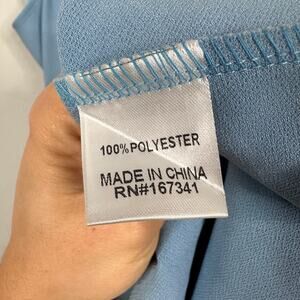 100% POLYESTER
MADE IN CHINA
RN#167341